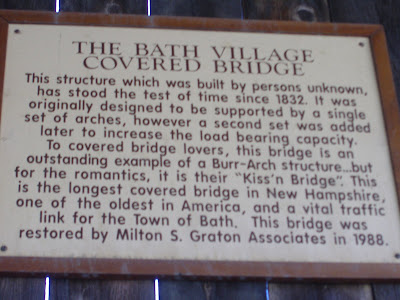 THE BATH VILLAGE
COVERED BRIDGE
This structure which was built by persons unknown,
has stood the test of time since 1832. It was
originally designed to be supported by a single
set of arches, however a second set was added
later to increase the load bearing capacity.
To covered bridge lovers, this bridge is an
outstanding example of a Burr-Arch structure...but
for the romantics, it is their "Kiss'n Bridge". This
is the longest covered bridge in New Hampshire,
one of the oldest in America, and a vital traffic
link for the Town of Bath. This bridge was
restored by Milton S. Graton Associates in 1988.